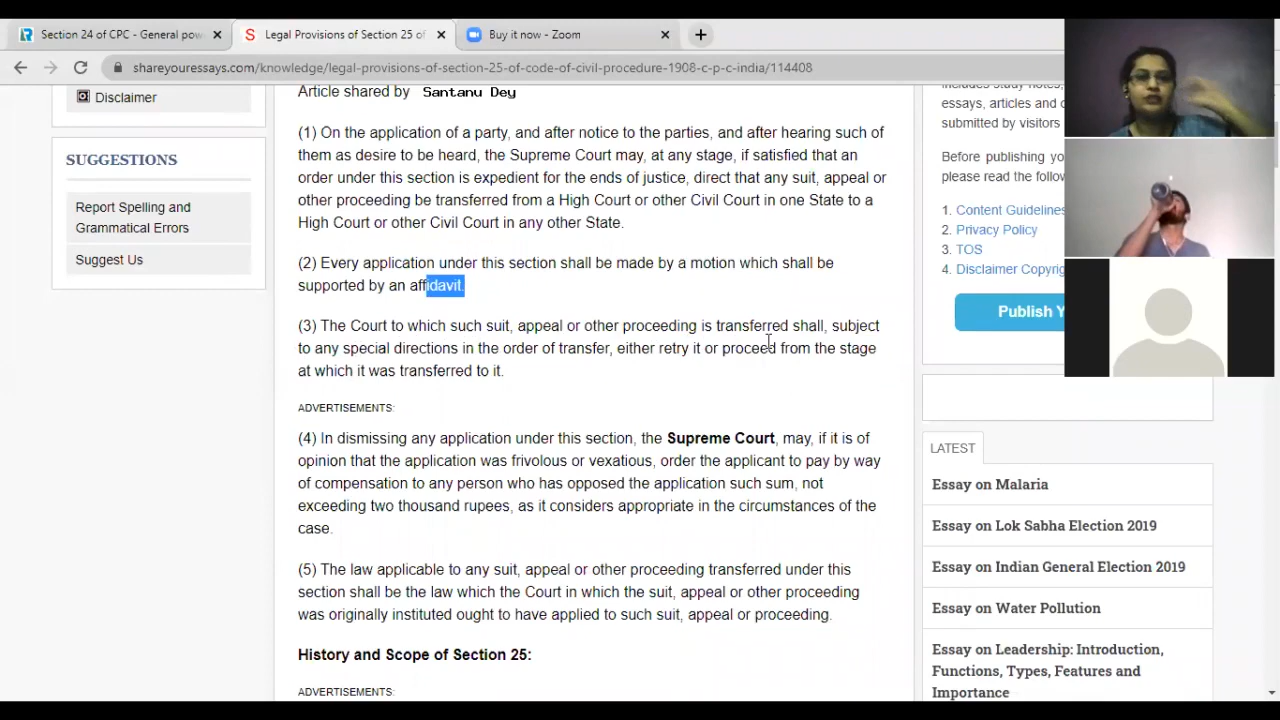 Section 24 of CPC - General pow
Legal Provisions of Section 25 of
Buy it now - Zoom
shareyouressays.com/knowledge/legal-provisions-of-section-25-of-code-of-civil-procedure-1908-c-p-c-india/114408
Disclaimer
SUGGESTIONS
Report Spelling and
Grammatical Errors
Suggest Us
Article shared by Santanu Dey
(1) On the application of a party, and after notice to the parties, and after hearing such of
them as desire to be heard, the Supreme Court may, at any stage, if satisfied that an
order under this section is expedient for the ends of justice, direct that any suit, appeal or
other proceeding be transferred from a High Court or other Civil Court in one State to a
High Court or other Civil Court in any other State.
(2) Every application under this section shall be made by a motion which shall be
supported by an affidavit.
(3) The Court to which such suit, appeal or other proceeding is transferred shall, subject
to any special directions in the order of transfer, either retry it or proceed from the stage
at which it was transferred to it.
ADVERTISEMENTS:
(4) In dismissing any application under this section, the Supreme Court, may, if it is of
opinion that the application was frivolous or vexatious, order the applicant to pay by way
of compensation to any person who has opposed the application such sum, not
exceeding two thousand rupees, as it considers appropriate in the circumstances of the
case.
(5) The law applicable to any suit, appeal or other proceeding transferred under this
section shall be the law which the Court in which the suit, appeal or other proceeding
was originally instituted ought to have applied to such suit, appeal or proceeding.
History and Scope of Section 25:
ADVERTISEMENTS:
includes study notes,
essays, articles and
submitted by visitors
Before publishing yo
please read the follow
1. Content Guidelines
2. Privacy Policy
3. TOS
4. Disclaimer Copyrig
Publish Y
LATEST
Essay on Malaria
Essay on Lok Sabha Election 2019
Essay on Indian General Election 2019
Essay on Water Pollution
Essay on Leadership: Introduction,
Functions, Types, Features and
Importance